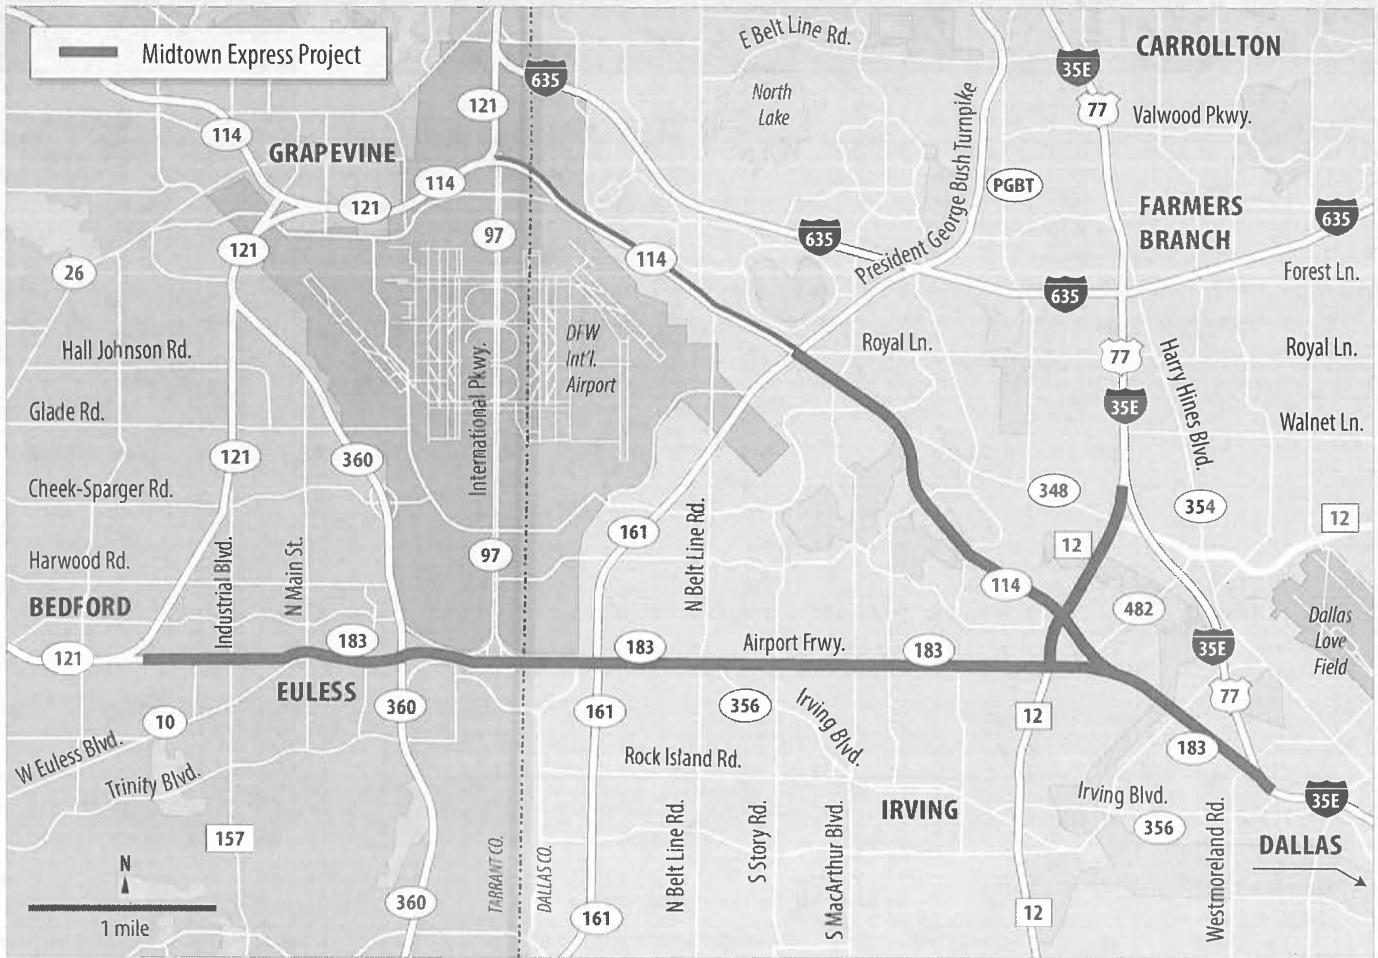 Midtown Express Project
E Belt Line Rd.
CARROLLTON
35E
635
121
North
Lake
77
Valwood Pkwy.
114
GRAPEVINE
President George Bush Turnpike
PGBT
114
121
FARMERS
BRANCH
635
97
635
121
114
26
Forest Ln.
635
DFW
Int'l.
Airport
Hall Johnson Rd.
Royal Ln.
77
Harry Hines Blvd.
Royal Ln.
International Pkwy.
35E
Glade Rd.
Walnet Ln.
121
360
Cheek-Sparger Rd.
348
354
12
161
N Belt Line Rd.
12
97
Harwood Rd.
Industrial Blvd.
N Main St.
114
BEDFORD
482
Dallas
Love
Field
183
183
Airport Frwy.
183
35E
121
EULESS
77
360
161
356
Irving Blvd.
12
10
W Euless Blvd.
183
Rock Island Rd.
Trinity Blvd.
Irving Blvd.
35E
IRVING
356
157
N Belt Line Rd.
S Story Rd.
S MacArthur Blvd.
Westmoreland Rd.
DALLAS
N
TARRANT CO.
DALLAS CO.
360
161
12
1 mile